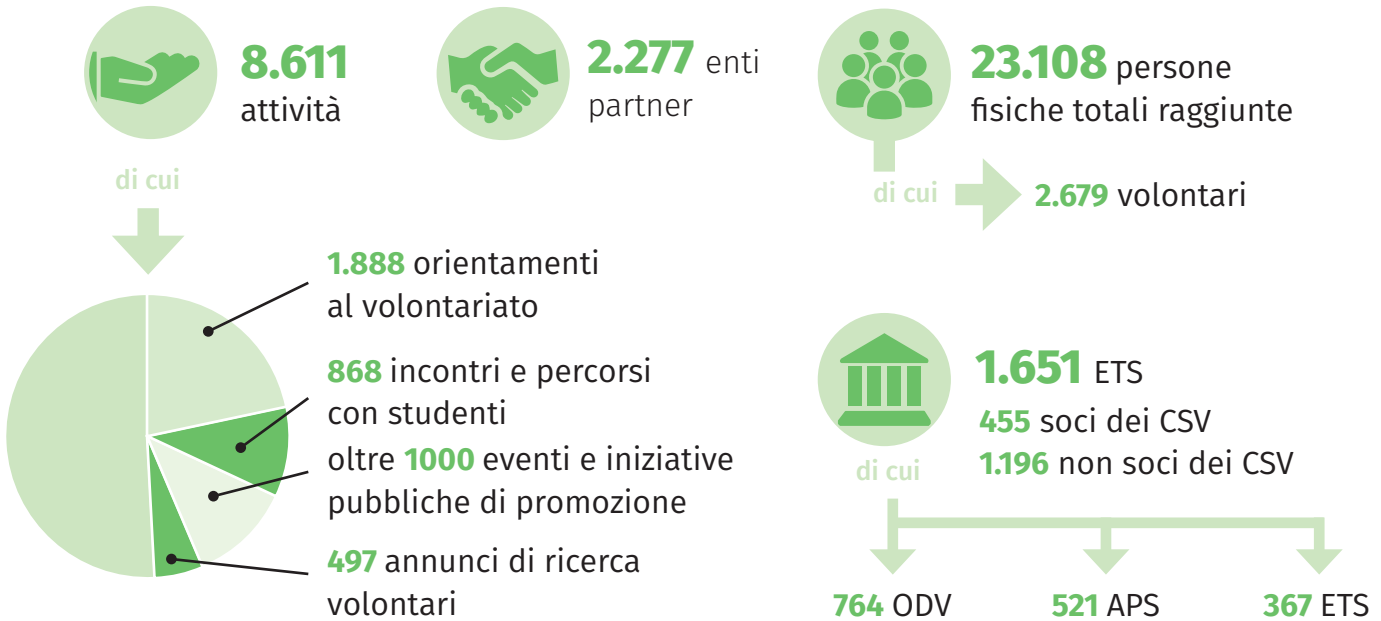 8.611
attività
2.277 enti
partner
23.108 persone
fisiche totali raggiunte
di cui
2.679 volontari
di cui
1.888 orientamenti
al volontariato
868 incontri e percorsi
con studenti
oltre 1000 eventi e iniziative
pubbliche di promozione
497 annunci di ricerca
volontari
1.651 ETS
455 soci dei CSV
1.196 non soci dei CSV
di cui
764 ODV
521 APS
367 ETS